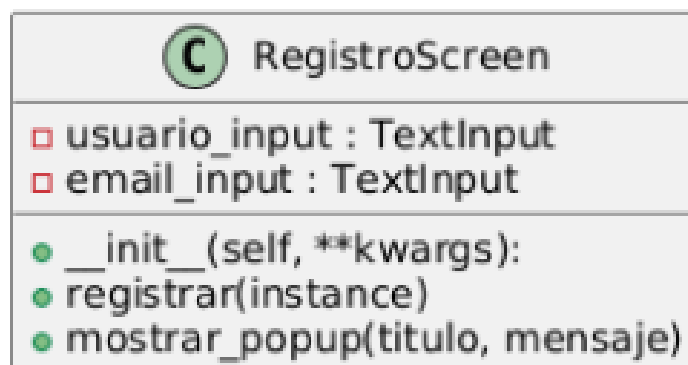 C RegistroScreen
usuario_input : TextInput
email_input : TextInput
__init__(self, **kwargs):
registrar(instance)
mostrar_popup(titulo, mensaje)